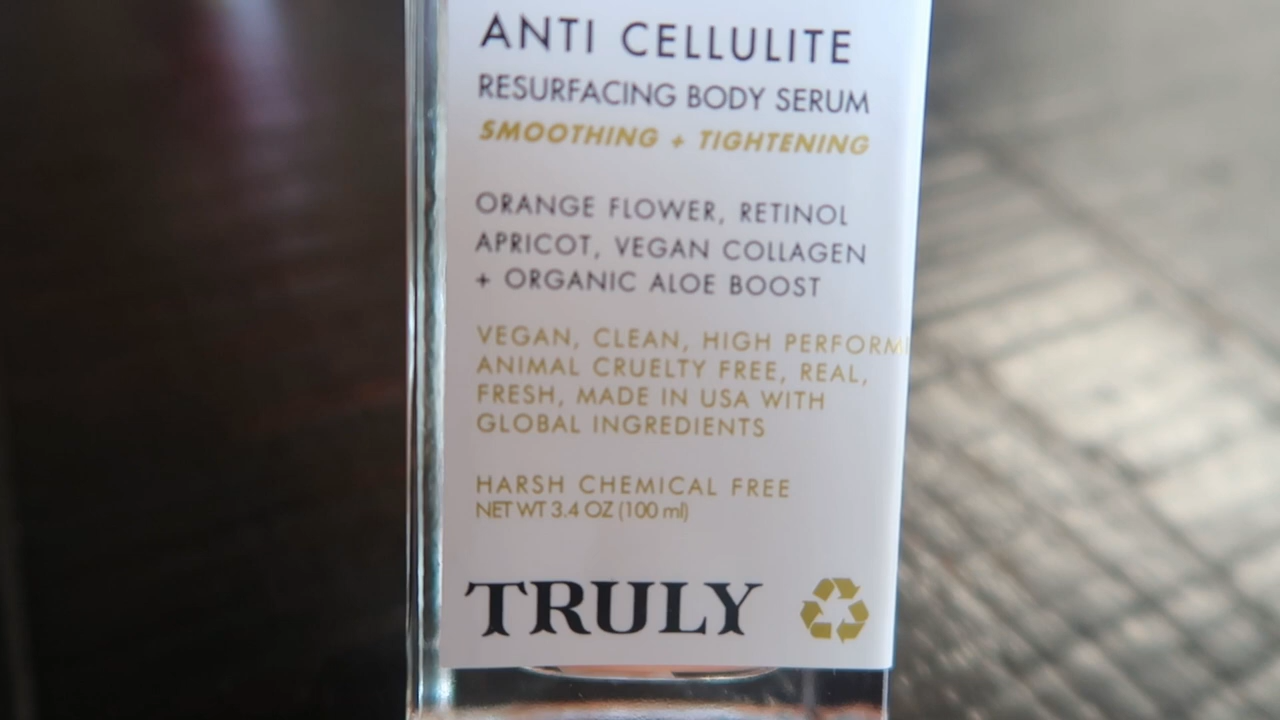 ANTI CELLULITE
RESURFACING BODY SERUM
SMOOTHING + TIGHTENING
ORANGE FLOWER, RETINOL
APRICOT, VEGAN COLLAGEN
+ ORGANIC ALOE BOOST
VEGAN, CLEAN, HIGH
ANIMAL CRUELTY FREE, REAL,
FRESH, MADE IN USA WITH
GLOBAL INGREDIENTS
HARSH CHEMICAL FREE
NET WT 3.4 OZ (100 ml)
TRULY